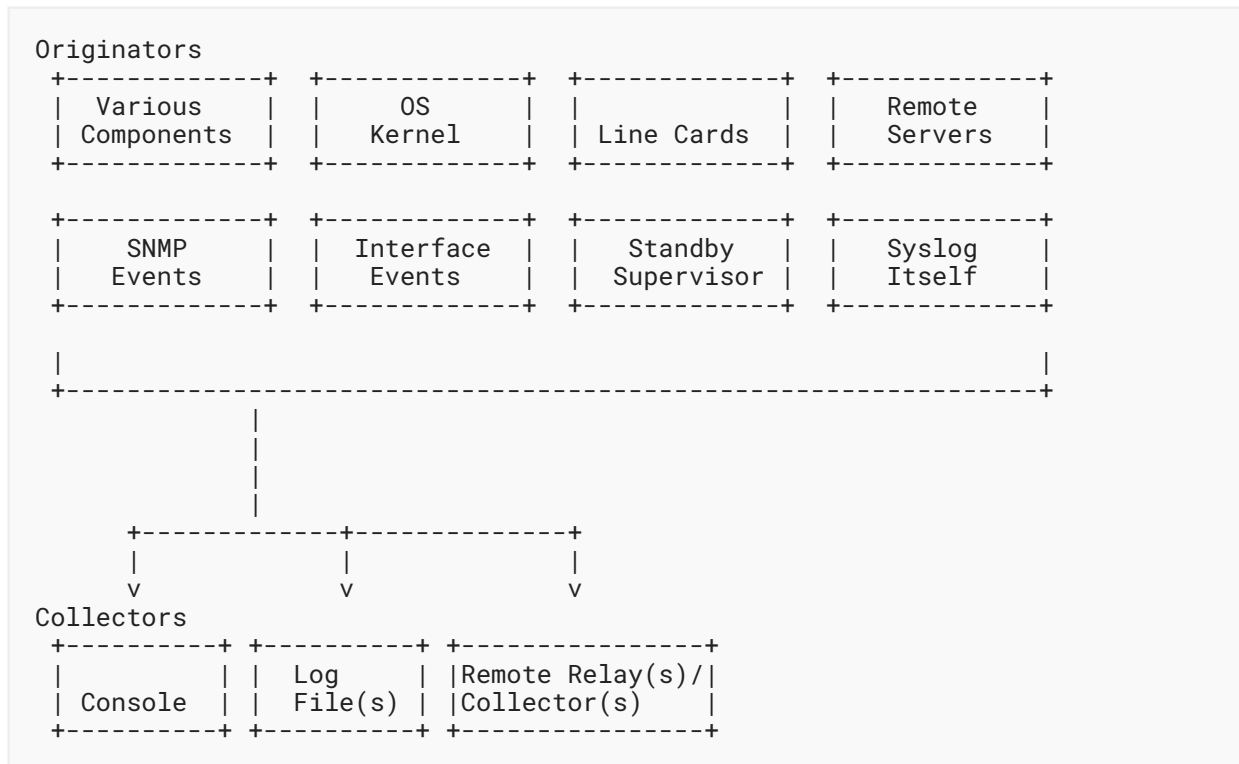 Originators
+-------------+  +-------------+  +-------------+  +-------------+
|  Various    |  |     OS      |  |             |  |   Remote    |
| Components  |  |   Kernel    |  | Line Cards  |  |   Servers   |
+-------------+  +-------------+  +-------------+  +-------------+
+-------------+  +-------------+  +-------------+  +-------------+
|    SNMP     |  |  Interface  |  |   Standby   |  |   Syslog    |
|   Events    |  |   Events    |  |  Supervisor |  |   Itself    |
+-------------+  +-------------+  +-------------+  +-------------+
|                                                                |
+----------------------------------------------------------------+
             |
             |
             |
             |
     +-------------+--------------+
     |             |              |
     v             v              v
Collectors
+----------+ +----------+ +----------------+
|          | |  Log     | |Remote Relay(s)/|
| Console  | |  File(s) | |Collector(s)    |
+----------+ +----------+ +----------------+